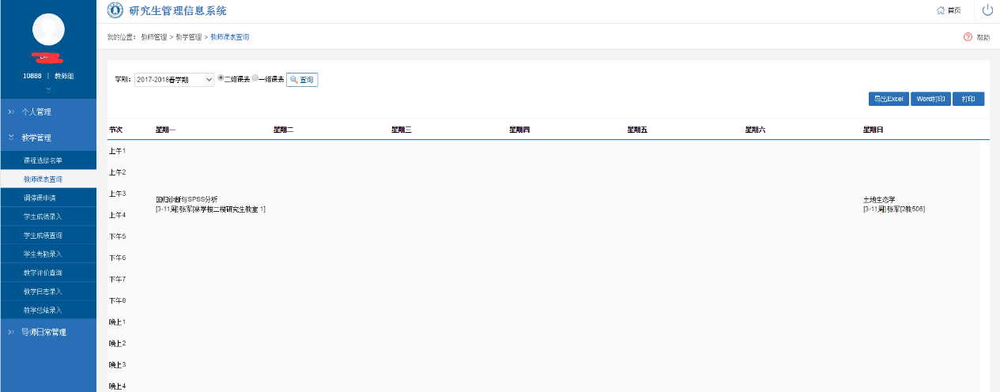 研究生管理信息系统
首页
我的位置： 教师管理 > 教学管理 > 教师课表查询
帮助
10888 | 教师组
个人管理
教学管理
课程选修名单
教师课表查询
调停课申请
学生成绩录入
学生成绩查询
学生考勤录入
教学评价查询
教学日志录入
教学总结录入
导师日常管理
学期： 2017-2018春学期 二维课表 一维课表 查询
导出Excel Word打印 打印
节次 星期一 星期二 星期三 星期四 星期五 星期六 星期日
上午1
上午2
上午3
回归诊断与SPSS分析 土地生态学
[3-11周]张军[林学楼二楼研究生教室 1] [3-11周]张军[2教506]
上午4
下午5
下午6
下午7
下午8
晚上1
晚上2
晚上3
晚上4